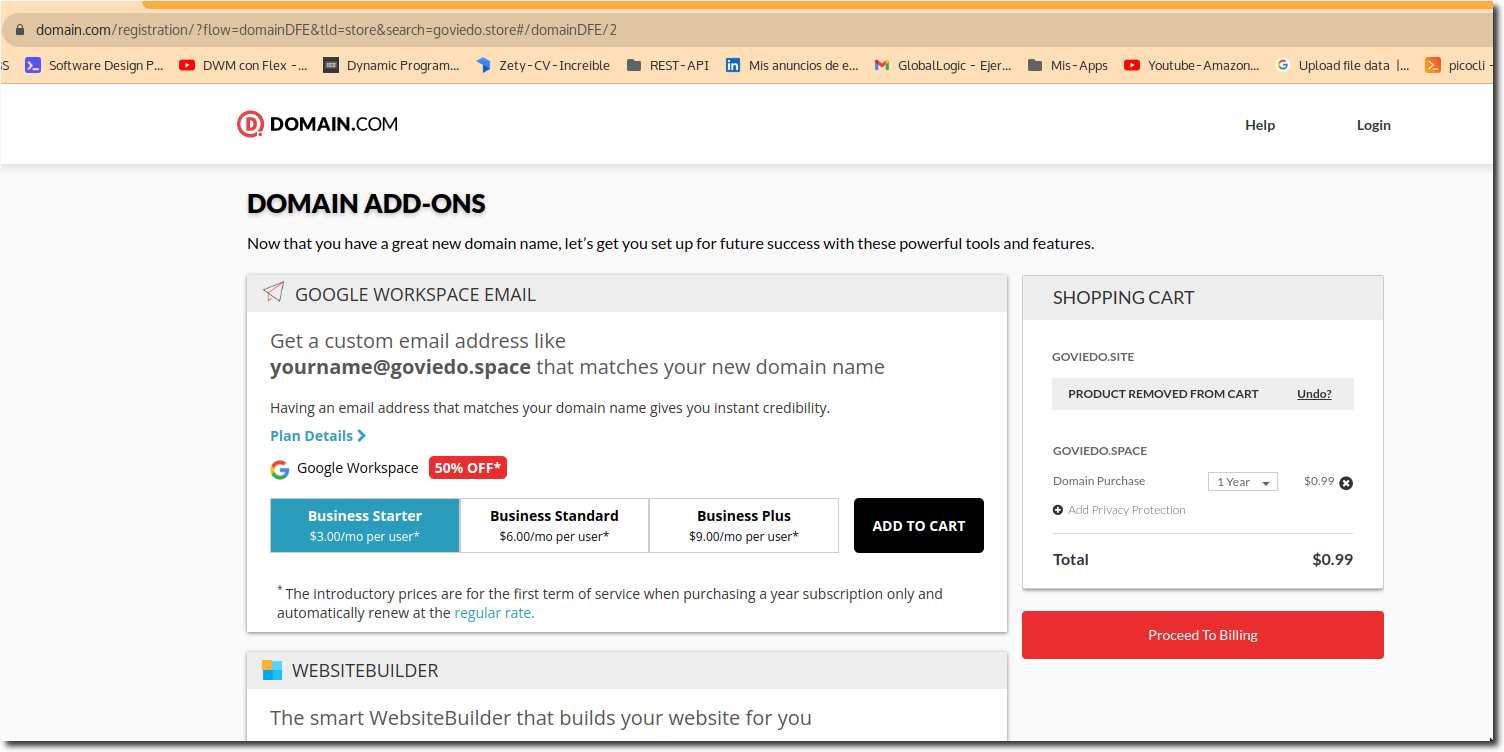 domain.com/registration/?flow=domainDFE&tld=store&search=goviedo.store#/domainDFE/2
S Software Design P... DWM con Flex -... Dynamic Program... Zety-CV-Increible REST-API Mis anuncios de e... GlobalLogic - Ejer... Mis-Apps Youtube-Amazon... Upload file data |... picocli -
DOMAIN.COM
Help Login
DOMAIN ADD-ONS
Now that you have a great new domain name, let’s get you set up for future success with these powerful tools and features.
GOOGLE WORKSPACE EMAIL
Get a custom email address like
yourname@goviedo.space that matches your new domain name
Having an email address that matches your domain name gives you instant credibility.
Plan Details
Google Workspace 50% OFF*
Business Starter
$3.00/mo per user*
Business Standard
$6.00/mo per user*
Business Plus
$9.00/mo per user*
ADD TO CART
* The introductory prices are for the first term of service when purchasing a year subscription only and
automatically renew at the regular rate.
WEBSITEBUILDER
The smart WebsiteBuilder that builds your website for you
SHOPPING CART
GOVIEDO.SITE
PRODUCT REMOVED FROM CART Undo?
GOVIEDO.SPACE
Domain Purchase 1 Year $0.99
Add Privacy Protection
Total $0.99
Proceed To Billing